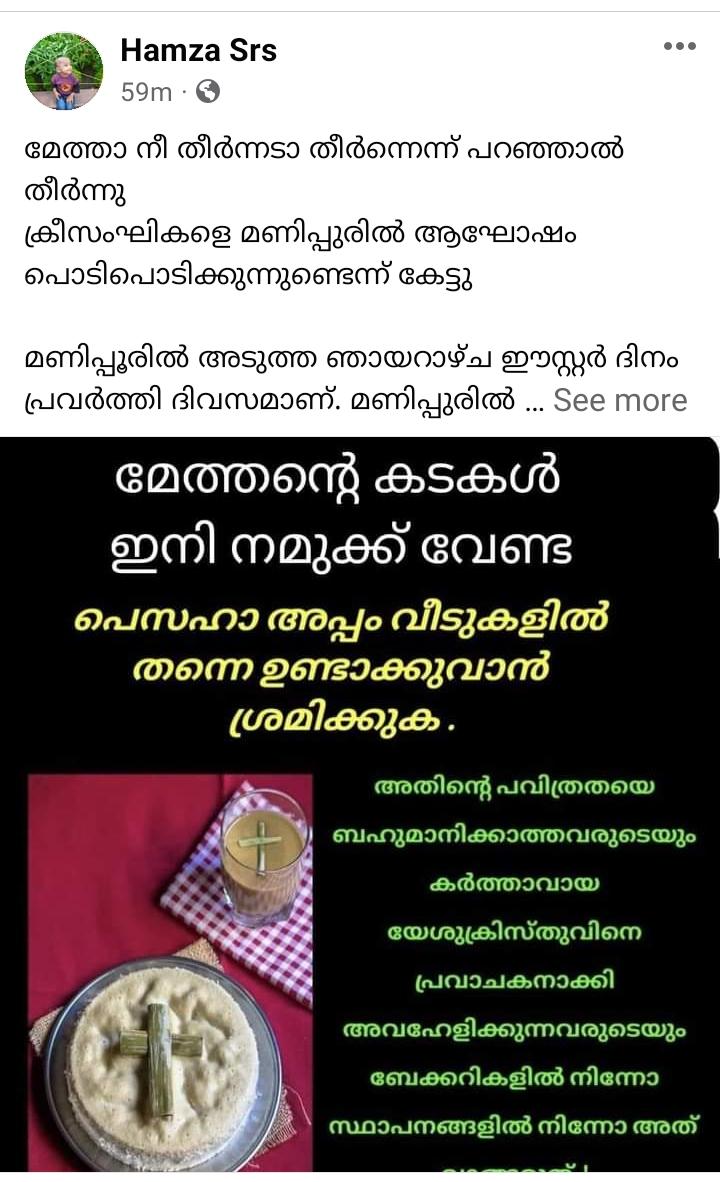 Hamza Srs
59m ·
മേത്താ നീ തീർന്നടാ തീർന്നെന്ന് പറഞ്ഞാൽ
തീർന്നു
ക്രീസംഘികളെ മണിപ്പുരിൽ ആഘോഷം
പൊടിപൊടിക്കുന്നുണ്ടെന്ന് കേട്ടു
മണിപ്പൂരിൽ അടുത്ത ഞായറാഴ്ച ഈസ്റ്റർ ദിനം
പ്രവർത്തി ദിവസമാണ്. മണിപ്പുരിൽ ... See more
മേത്തന്റെ കടകൾ
ഇനി നമുക്ക് വേണ്ട
പെസഹാ അപ്പം വീടുകളിൽ
തന്നെ ഉണ്ടാക്കുവാൻ
ശ്രമിക്കുക .
അതിന്റെ പവിത്രതയെ
ബഹുമാനിക്കാത്തവരുടെയും
കർത്താവായ
യേശുക്രിസ്തുവിനെ
പ്രവാചകനാക്കി
അവഹേളിക്കുന്നവരുടെയും
ബേക്കറികളിൽ നിന്നോ
സ്ഥാപനങ്ങളിൽ നിന്നോ അത്